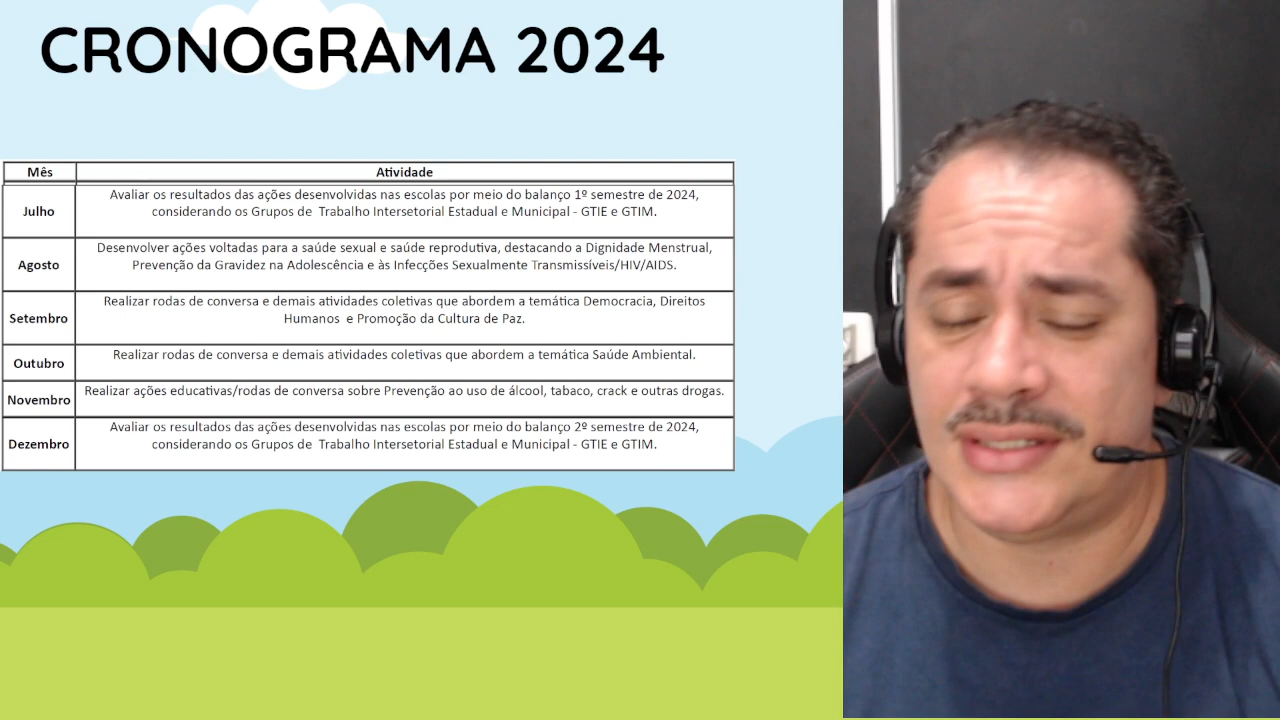 CRONOGRAMA 2024
Mês Atividade
Julho
Avaliar os resultados das ações desenvolvidas nas escolas por meio do balanço 1º semestre de 2024,
considerando os Grupos de Trabalho Intersetorial Estadual e Municipal - GTIE e GTIM.
Agosto
Desenvolver ações voltadas para a saúde sexual e saúde reprodutiva, destacando a Dignidade Menstrual,
Prevenção da Gravidez na Adolescência e às Infecções Sexualmente Transmissíveis/HIV/AIDS.
Setembro
Realizar rodas de conversa e demais atividades coletivas que abordem a temática Democracia, Direitos
Humanos e Promoção da Cultura de Paz.
Outubro
Realizar rodas de conversa e demais atividades coletivas que abordem a temática Saúde Ambiental.
Novembro
Realizar ações educativas/rodas de conversa sobre Prevenção ao uso de álcool, tabaco, crack e outras drogas.
Dezembro
Avaliar os resultados das ações desenvolvidas nas escolas por meio do balanço 2º semestre de 2024,
considerando os Grupos de Trabalho Intersetorial Estadual e Municipal - GTIE e GTIM.